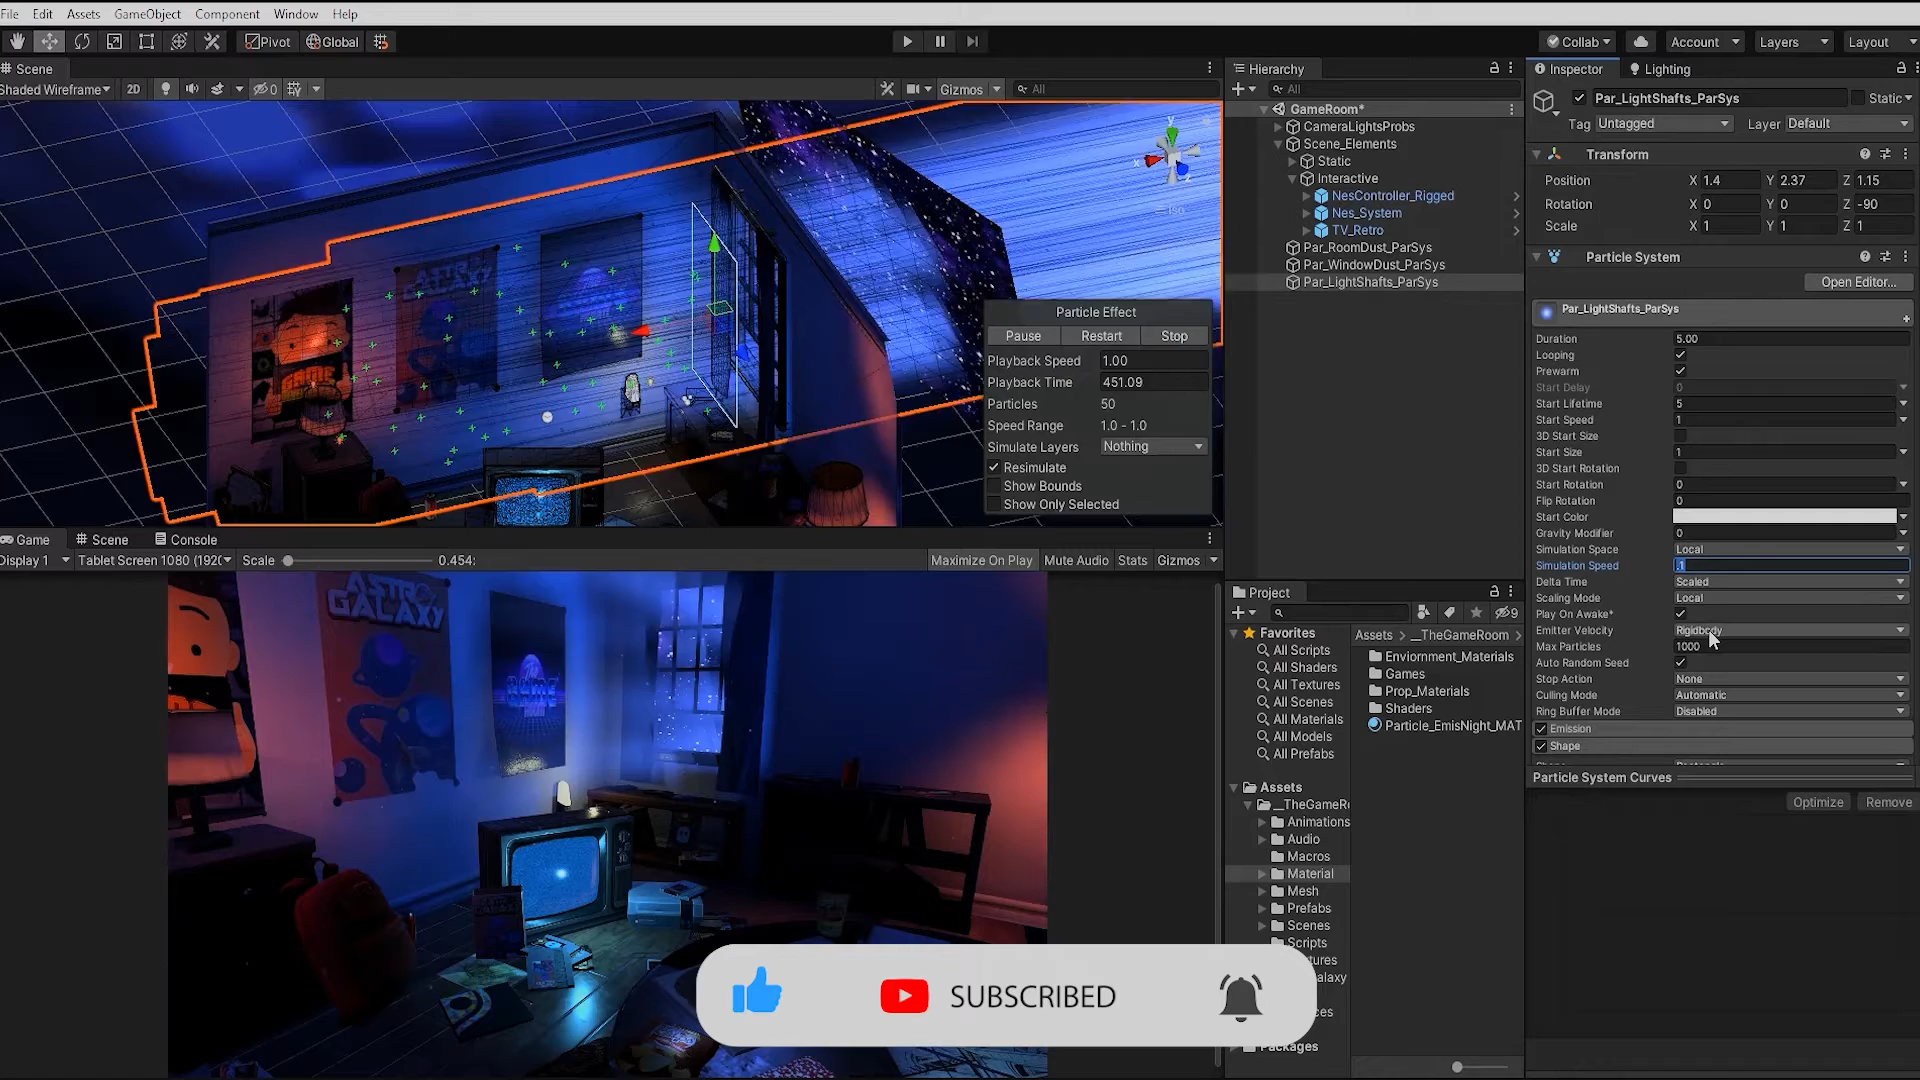 File Edit Assets GameObject Component Window Help
Pivot Global Collab Account Layers Layout
Scene
Shaded Wireframe 2D 0 Gizmos All
y
x
Iso
Particle Effect
Pause Restart Stop
Playback Speed 1.00
Playback Time 451.09
Particles 50
Speed Range 1.0 - 1.0
Simulate Layers Nothing
Resimulate
Show Bounds
Show Only Selected
Game Scene Console
Display 1 Tablet Screen 1080 (192( Scale 0.454: Maximize On Play Mute Audio Stats Gizmos
ASTRO
GALAXY
SUBSCRIBED
Hierarchy
All
GameRoom*
CameraLightsProbs
Scene_Elements
Static
Interactive
NesController_Rigged
Nes_System
TV_Retro
Par_RoomDust_ParSys
Par_WindowDust_ParSys
Par_LightShafts_ParSys
Project
9
Favorites
All Scripts
All Shaders
All Textures
All Scenes
All Materials
All Models
All Prefabs
Assets
__TheGameRo
Animations
Audio
Macros
Material
Mesh
Prefabs
Scenes
Scripts
tures
alaxy
ces
Packages
Assets > __TheGameRoom >
Enviornment_Materials
Games
Prop_Materials
Shaders
Particle_EmisNight_MAT
Inspector Lighting
Par_LightShafts_ParSys Static
Tag Untagged Layer Default
Transform
Position X 1.4 Y 2.37 Z 1.15
Rotation X 0 Y 0 Z -90
Scale X 1 Y 1 Z 1
Particle System
Open Editor...
Par_LightShafts_ParSys
Duration 5.00
Looping
Prewarm
Start Delay 0
Start Lifetime 5
Start Speed 1
3D Start Size
Start Size 1
3D Start Rotation
Start Rotation 0
Flip Rotation 0
Start Color
Gravity Modifier 0
Simulation Space Local
Simulation Speed .1
Delta Time Scaled
Scaling Mode Local
Play On Awake*
Emitter Velocity Rigidbody
Max Particles 1000
Auto Random Seed
Stop Action None
Culling Mode Automatic
Ring Buffer Mode Disabled
Emission
Shape
Particle System Curves
Optimize Remove